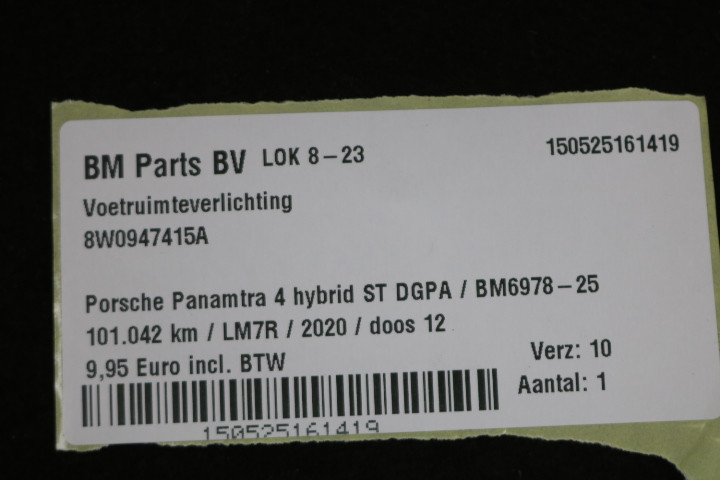 BM Parts BV LOK 8-23 150525161419
Voetruimteverlichting
8W0947415A
Porsche Panamtra 4 hybrid ST DGPA / BM6978-25
101.042 km / LM7R / 2020 / doos 12
9,95 Euro incl. BTW
Verz: 10
Aantal: 1
150525161419